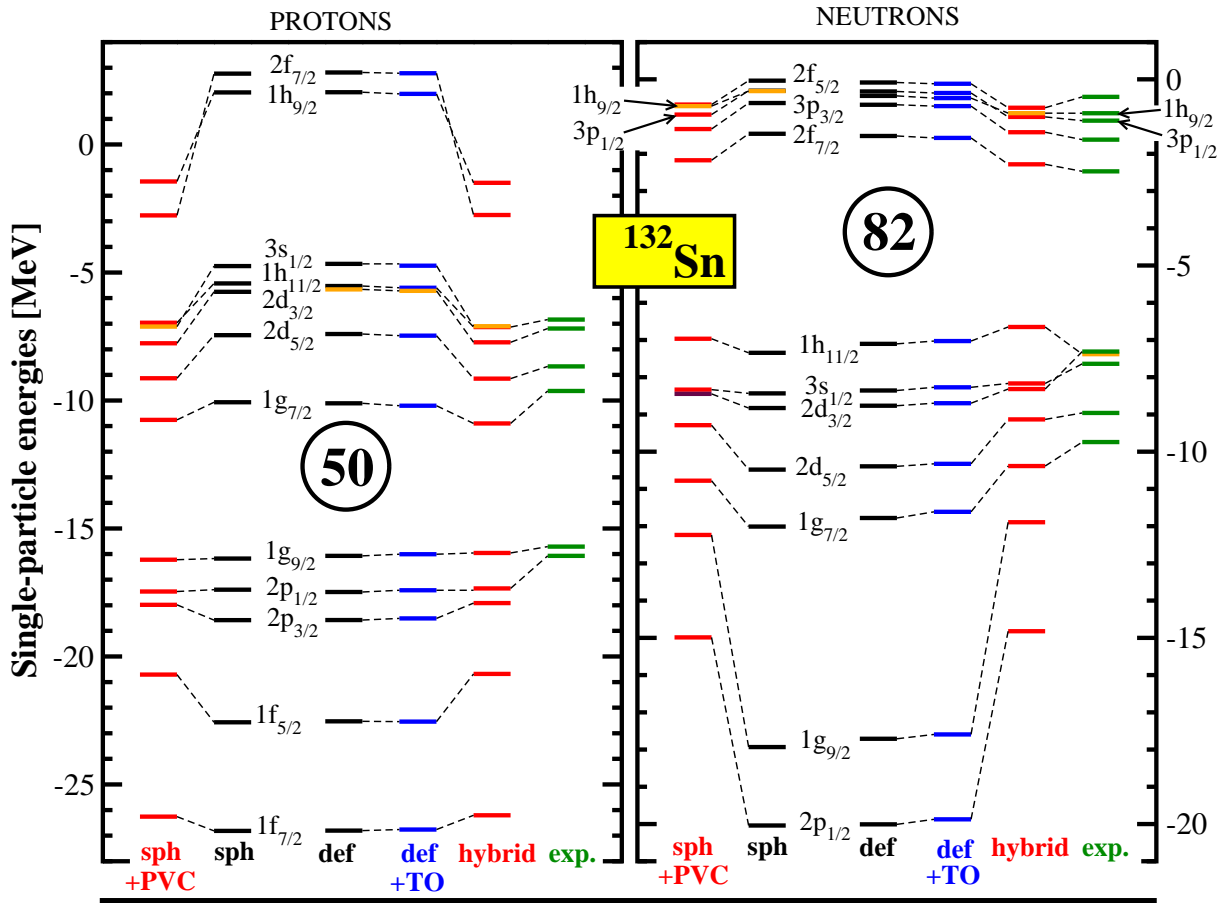 PROTONS
NEUTRONS
Single-particle energies [MeV]
0
-5
-10
-15
-20
-25
2f7/2
1h9/2
3s1/2
1h11/2
2d3/2
2d5/2
1g7/2
50
1g9/2
2p1/2
2p3/2
1f5/2
1f7/2
sph +PVC
sph
def
def +TO
hybrid
exp.
132Sn
1h9/2
3p1/2
2f5/2
3p3/2
2f7/2
82
1h9/2
3p1/2
1h11/2
3s1/2
2d3/2
2d5/2
1g7/2
1g9/2
2p1/2
0
-5
-10
-15
-20
sph +PVC
sph
def
def +TO
hybrid
exp.